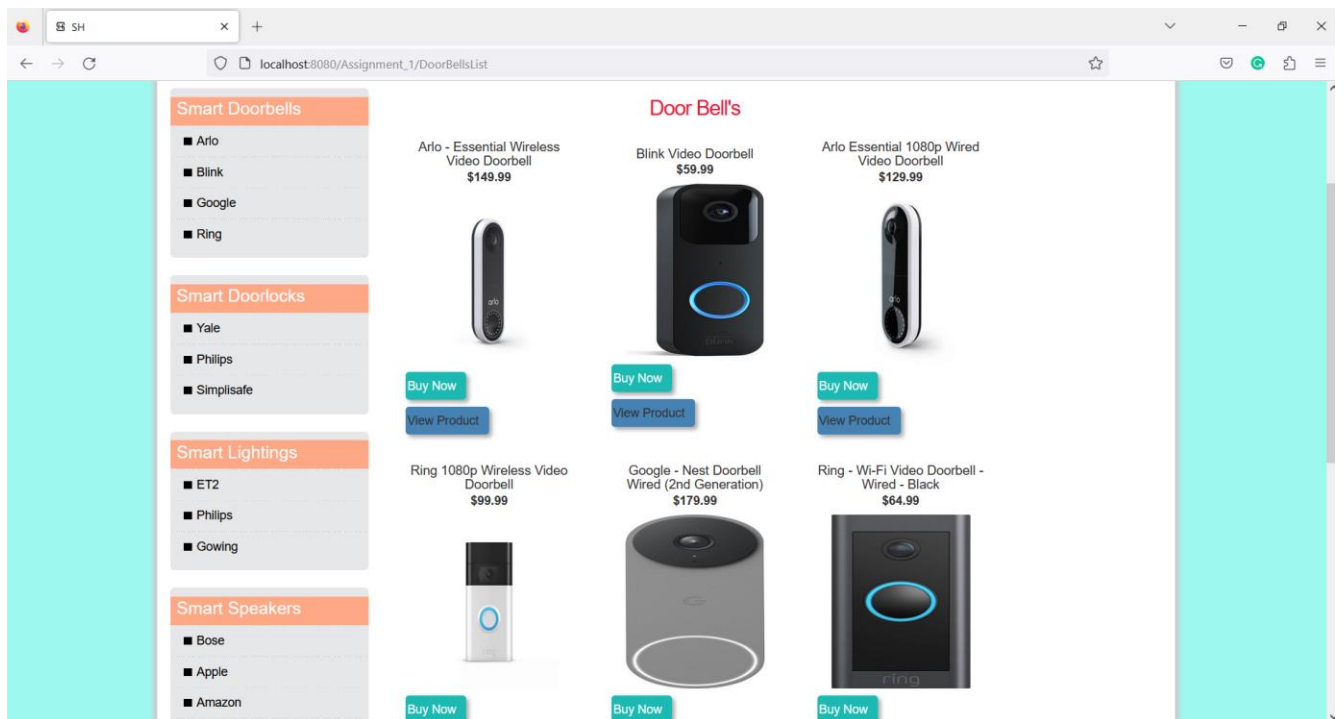 SH
localhost:8080/Assignment_1/DoorBellsList
Smart Doorbells
Arlo
Blink
Google
Ring
Smart Doorlocks
Yale
Philips
Simplisafe
Smart Lightings
ET2
Philips
Gowing
Smart Speakers
Bose
Apple
Amazon
Door Bell's
Arlo - Essential Wireless
Video Doorbell
$149.99
arlo
Buy Now
View Product
Blink Video Doorbell
$59.99
blink
Buy Now
View Product
Arlo Essential 1080p Wired
Video Doorbell
$129.99
arlo
Buy Now
View Product
Ring 1080p Wireless Video
Doorbell
$99.99
ring
Buy Now
Google - Nest Doorbell
Wired (2nd Generation)
$179.99
G
Buy Now
Ring - Wi-Fi Video Doorbell -
Wired - Black
$64.99
ring
Buy Now